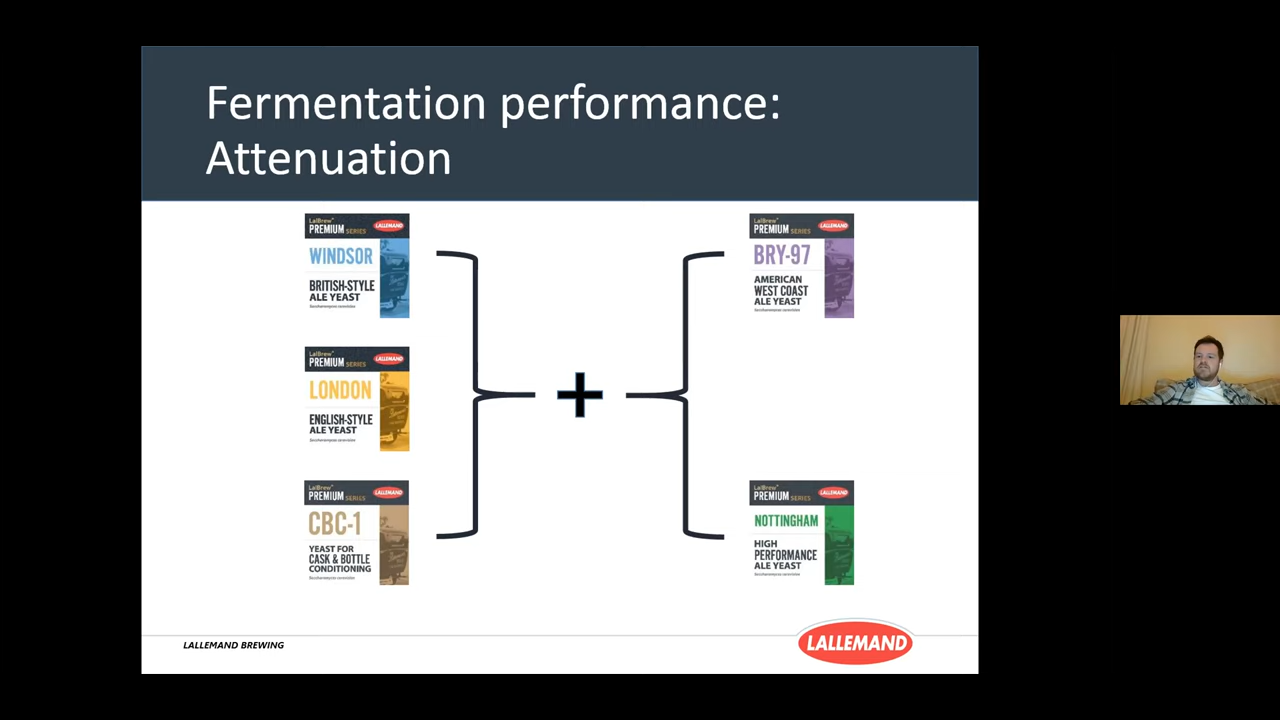 Fermentation performance:
Attenuation
LalBrew®
PREMIUM SERIES
LALLEMAND
WINDSOR
BRITISH-STYLE
ALE YEAST
Saccharomyces cerevisiae
LalBrew®
PREMIUM SERIES
LALLEMAND
LONDON
ENGLISH-STYLE
ALE YEAST
Saccharomyces cerevisiae
LalBrew®
PREMIUM SERIES
LALLEMAND
CBC-1
YEAST FOR
CASK & BOTTLE
CONDITIONING
Saccharomyces cerevisiae
+
LalBrew®
PREMIUM SERIES
LALLEMAND
BRY-97
AMERICAN
WEST COAST
ALE YEAST
Saccharomyces cerevisiae
LalBrew®
PREMIUM SERIES
LALLEMAND
NOTTINGHAM
HIGH
PERFORMANCE
ALE YEAST
Saccharomyces cerevisiae
LALLEMAND BREWING
LALLEMAND